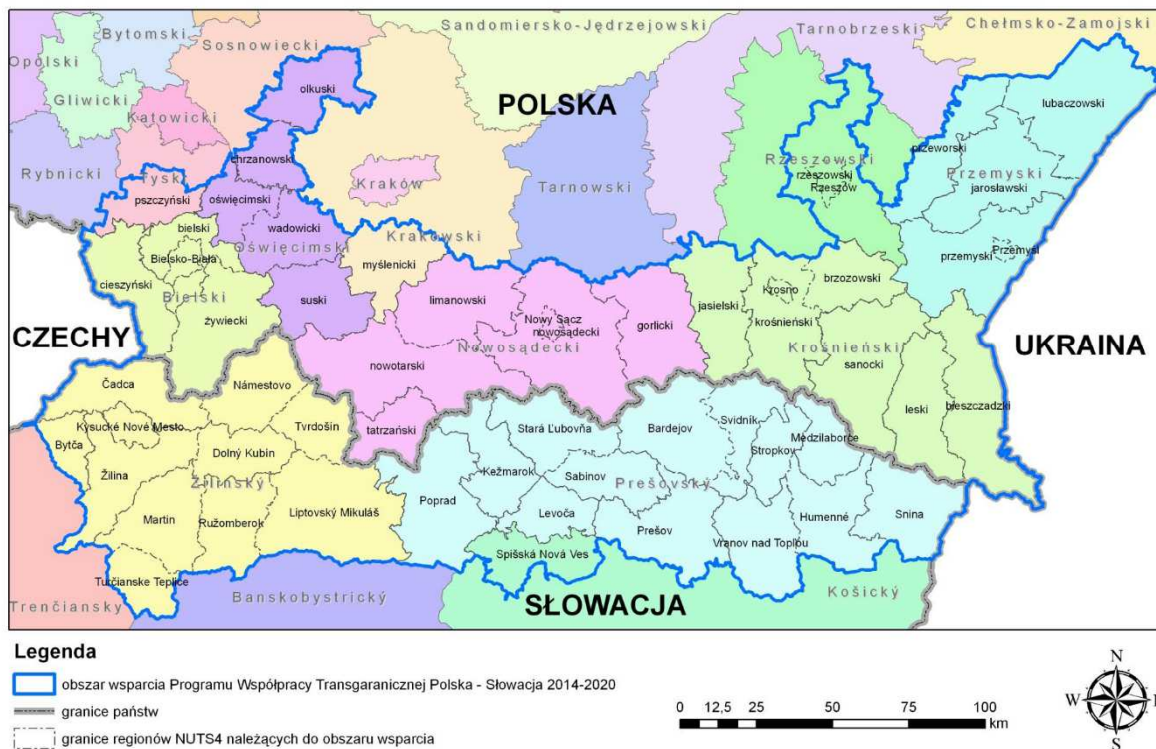 Sandomiersko-Jędrzejowski
Chełmsko-Zamojski
Bytomski
Tarnobrzeski
Sosnowiecki
Opolski
olkuski
Gliwicki
POLSKA
lubaczowski
Katowicki
chrzanowski
przeworski
Rybnicki
Rzeszowski
Przemyski
Tyski
Kraków
Tarnowski
rzeszowski
Rzeszów
jarosławski
pszczyński
oświęcimski
bielski
wadowicki
Oświęcimski
Krakowski
myślenicki
Bielsko-Biała
przemyski
Przemyśl
cieszyński
Bielski
suski
limanowski
jasielski
Krosno
brzozowski
żywiecki
Nowy Sącz
nowosądecki
gorlicki
krośnieński
CZECHY
UKRAINA
Nowosądecki
Krośnieński
nowotarski
sanocki
Čadca
Námestovo
leski
bieszczadzki
Kysucké Nové Mesto
Tvrdošín
tatrzański
Stará Ľubovňa
Bardejov
Svidník
Medzilaborce
Bytča
Dolný Kubín
Stropkov
Žilina
Kežmarok
Sabinov
Žilinský
Prešovský
Poprad
Liptovský Mikuláš
Martin
Ružomberok
Levoča
Prešov
Humenné
Snina
Vranov nad Topľou
Spišská Nová Ves
Turčianske Teplice
Trenčiansky
Banskobystrický
SŁOWACJA
Košický
Legenda
obszar wsparcia Programu Współpracy Transgaranicznej Polska - Słowacja 2014-2020
granice państw
granice regionów NUTS4 należących do obszaru wsparcia
0 12,5 25 50 75 100
km
N
W E
S